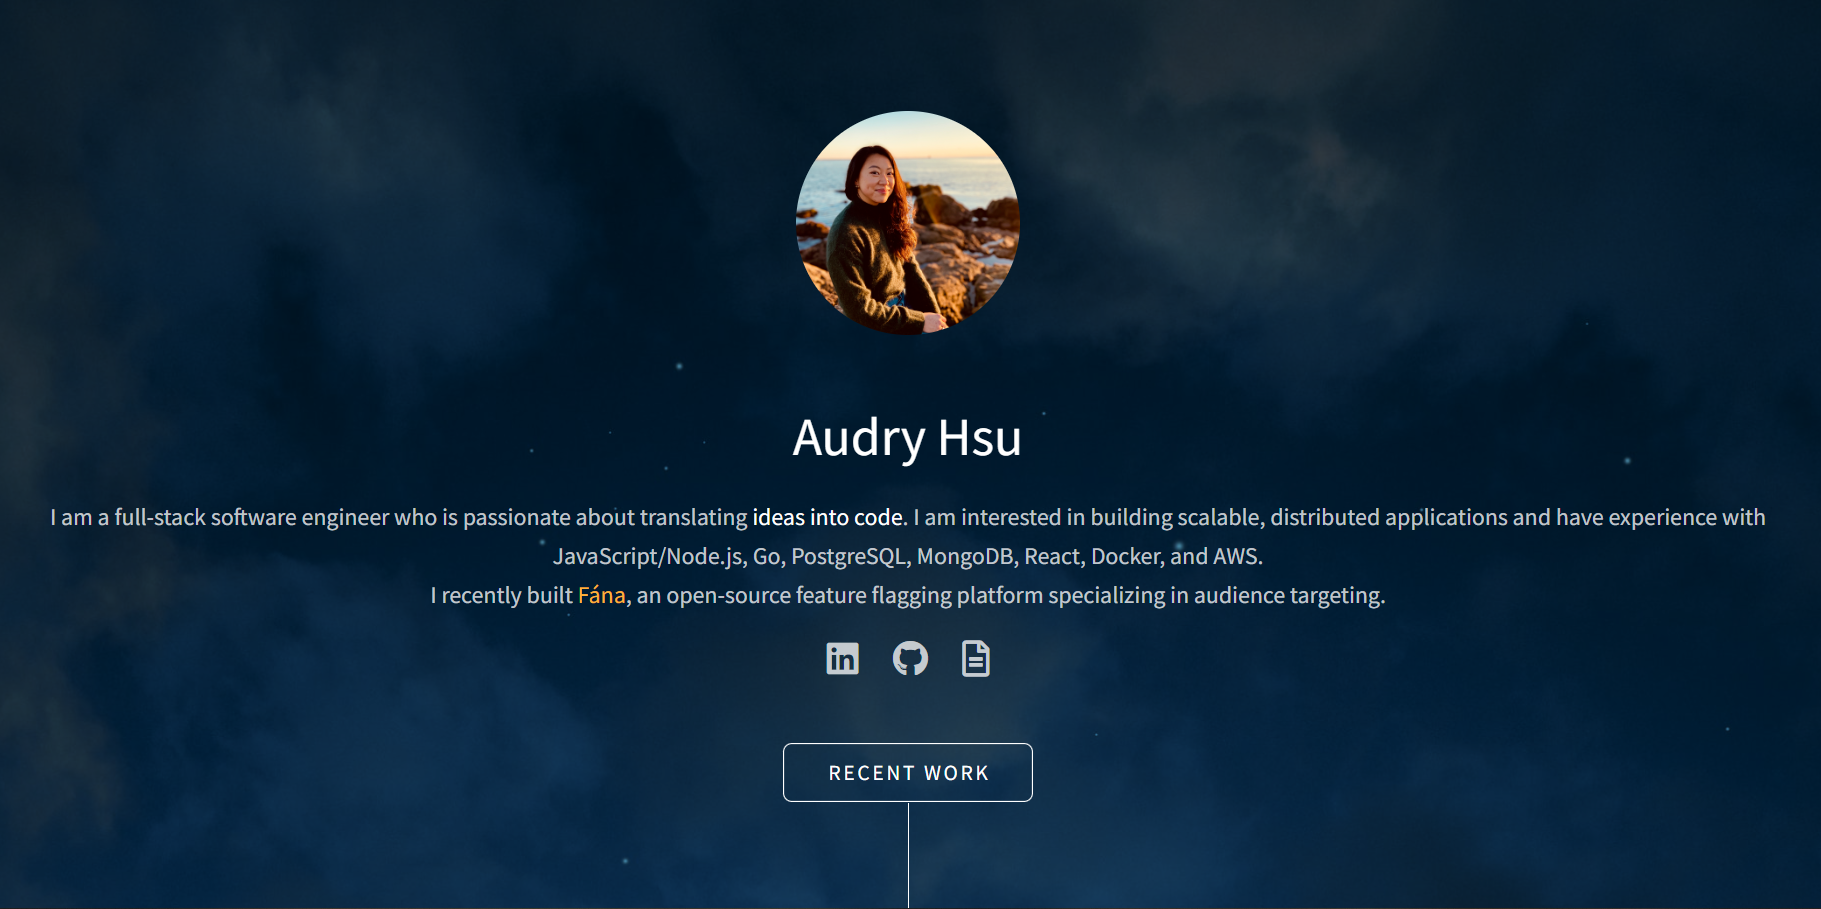 Audry Hsu
I am a full-stack software engineer who is passionate about translating ideas into code. I am interested in building scalable, distributed applications and have experience with
JavaScript/Node.js, Go, PostgreSQL, MongoDB, React, Docker, and AWS.
I recently built Fána, an open-source feature flagging platform specializing in audience targeting.
in
RECENT WORK